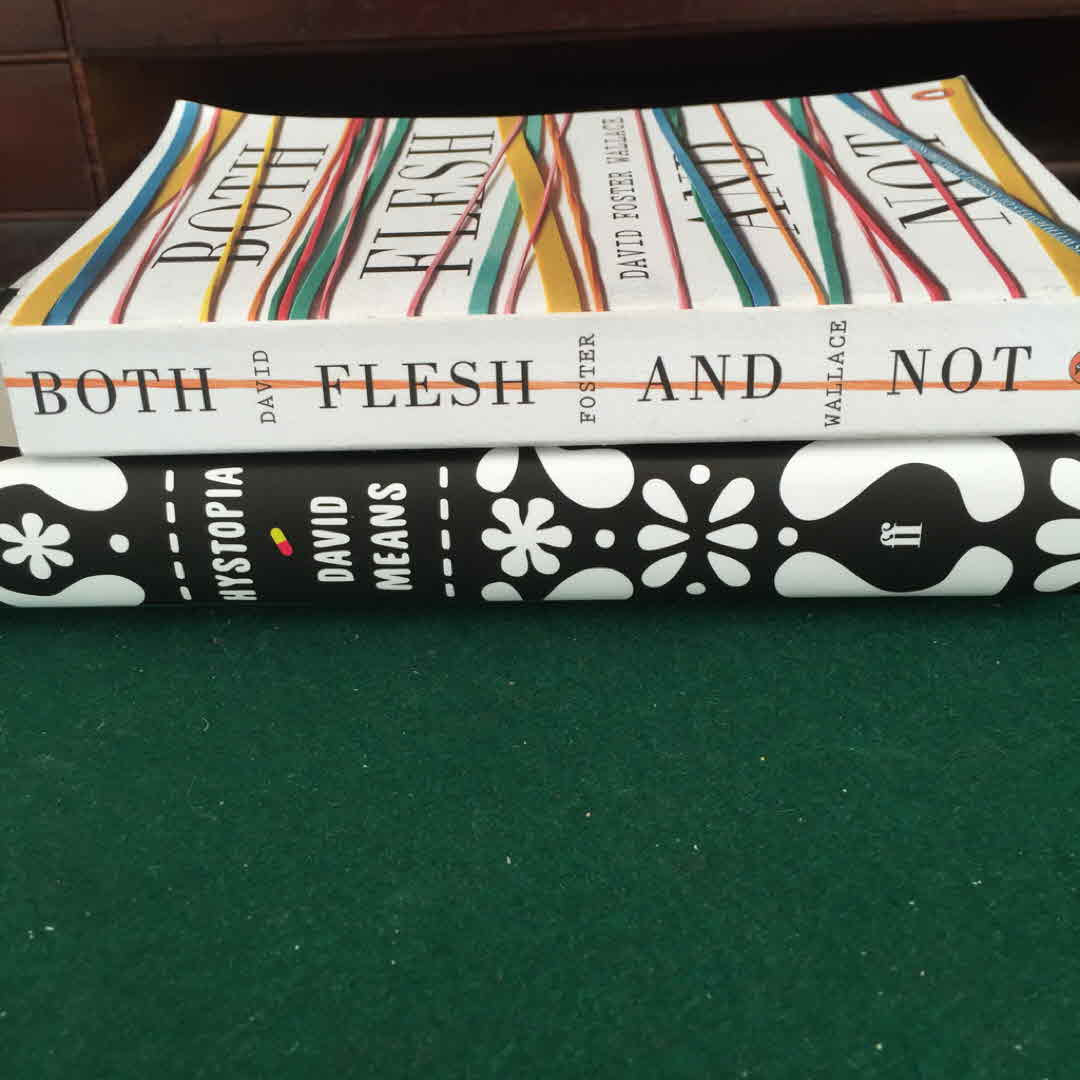 BOTH
FLESH
DAVID FOSTER WALLACE
AND
NOT
BOTH DAVID FLESH FOSTER AND WALLACE NOT
HYSTOPIA
DAVID
MEANS
ff